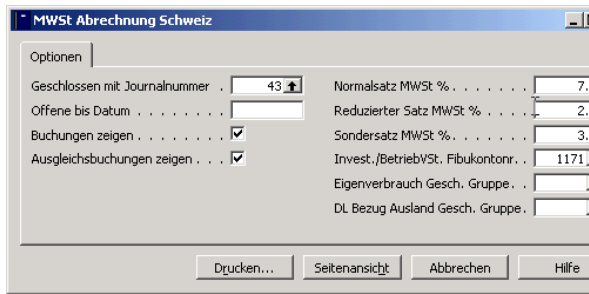 MWSt Abrechnung Schweiz
Optionen
Geschlossen mit Journalnummer . 43
Offene bis Datum . . . . . . . .
Buchungen zeigen . . . . . . . .
Ausgleichsbuchungen zeigen . . .
Normalsatz MWSt % . . . . . . . 7.
Reduzierter Satz MWSt % . . . . 2.
Sondersatz MWSt % . . . . . . . 3.
Invest./BetriebVSt. Fibukontonr. . 1171
Eigenverbrauch Gesch. Gruppe. .
DL Bezug Ausland Gesch. Gruppe.
Drucken...
Seitenansicht
Abbrechen
Hilfe